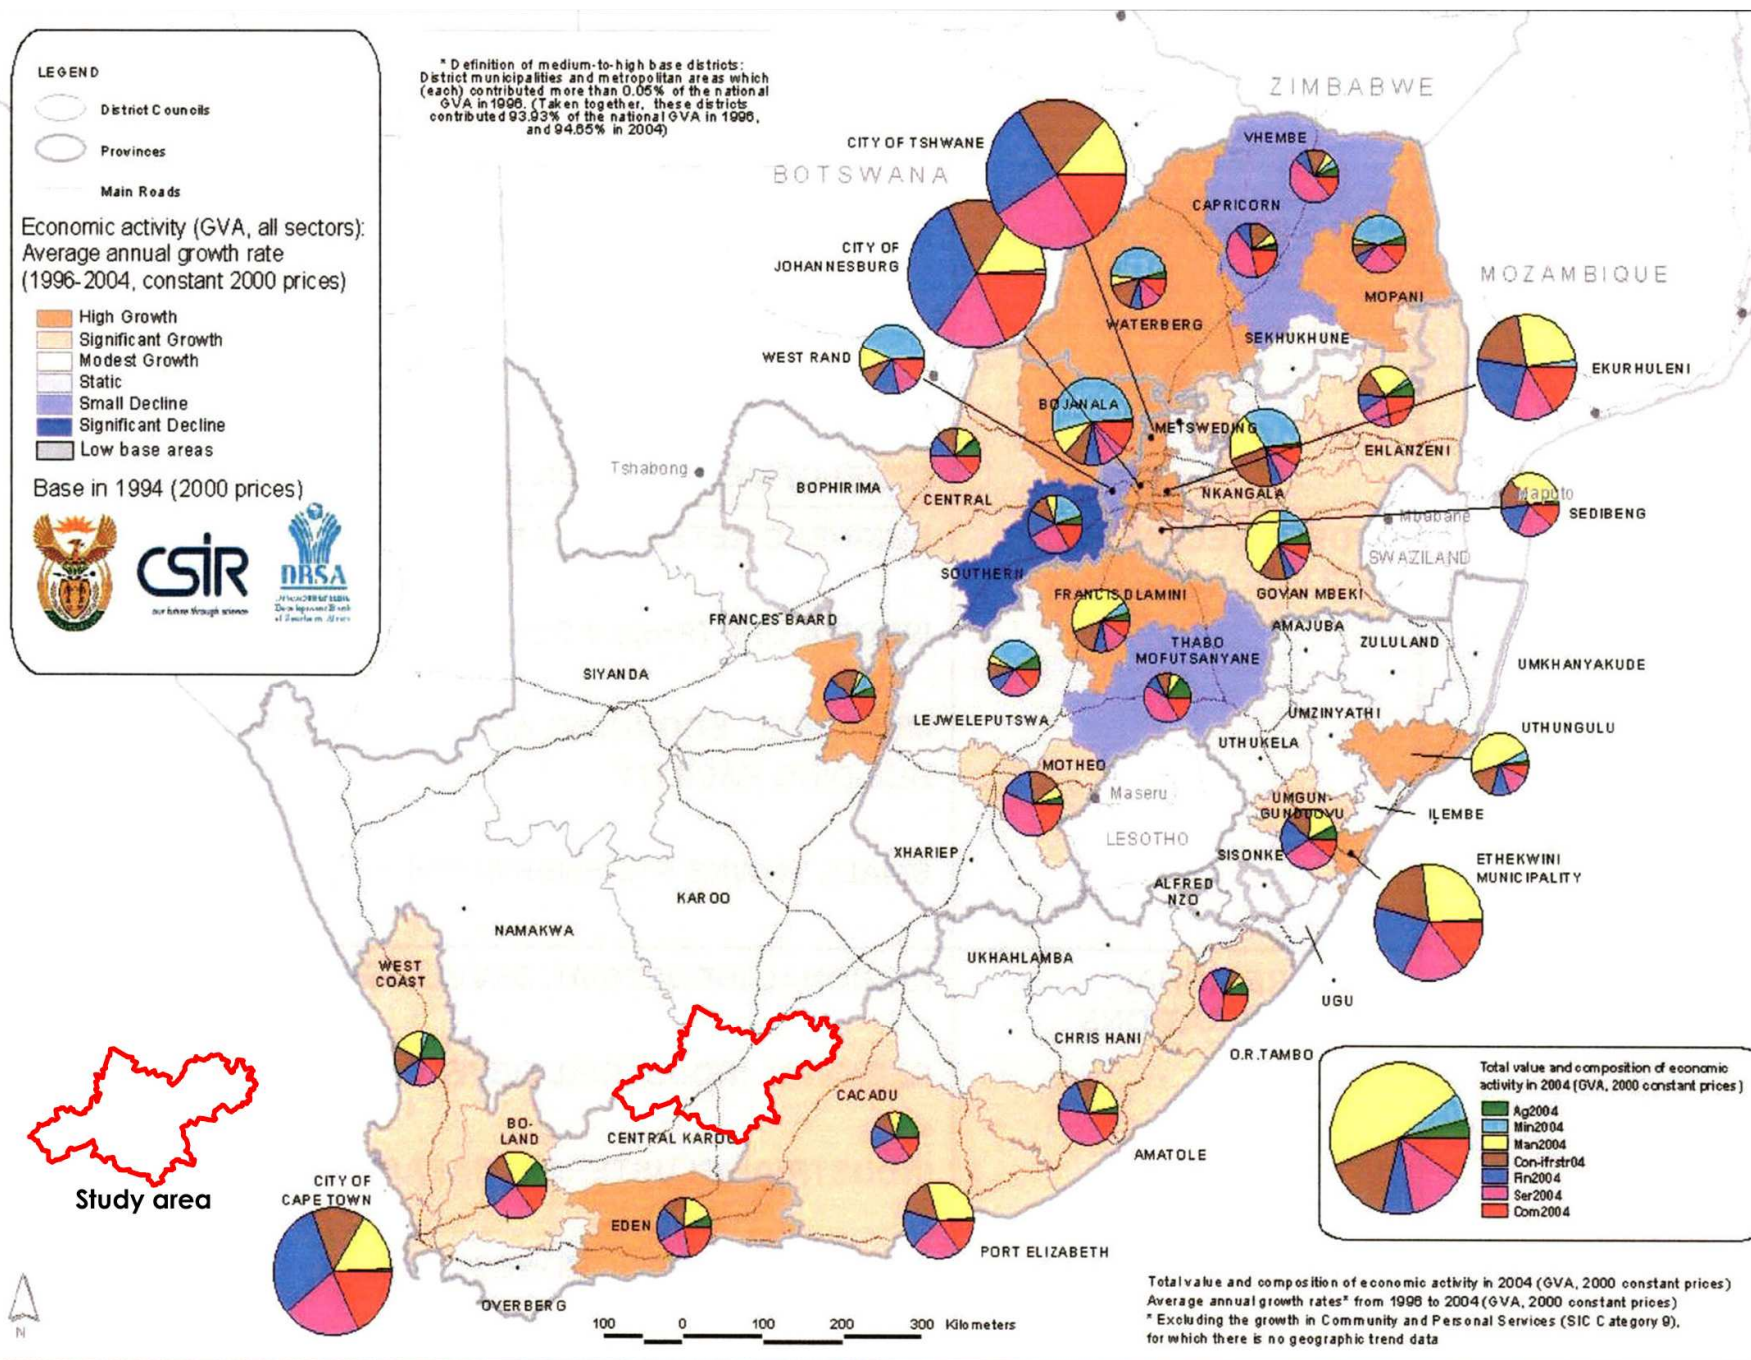 LEGEND
District Councils
Provinces
Main Roads
Economic activity (GVA, all sectors):
Average annual growth rate
(1996-2004, constant 2000 prices)
High Growth
Significant Growth
Modest Growth
Static
Small Decline
Significant Decline
Low base areas
Base in 1994 (2000 prices)
CSIR
our future through science
DBSA
Development Bank
of Southern Africa
* Definition of medium-to-high base districts:
District municipalities and metropolitan areas which
(each) contributed more than 0.05% of the national
GVA in 1996. (Taken together, these districts
contributed 93.93% of the national GVA in 1996,
and 94.65% in 2004)
ZIMBABWE
BOTSWANA
MOZAMBIQUE
CITY OF TSHWANE
VHEMBE
CAPRICORN
CITY OF
JOHANNESBURG
MOPANI
WATERBERG
SEKHUKHUNE
WEST RAND
EKURHULENI
BOJANALA
METSWEDING
EHLANZENI
Tshabong
BOPHIRIMA
CENTRAL
NKANGALA
Maputo
SEDIBENG
Mbabane
SWAZILAND
SOUTHERN
FRANCIS DLAMINI
GOVAN MBEKI
FRANCES BAARD
AMAJUBA
ZULULAND
THABO
MOFUTSANYANE
UMKHANYAKUDE
SIYANDA
LEJWELEPUTSWA
UMZINYATHI
UTHUNGULU
UTHUKELA
MOTHEO
Maseru
UMGUN-
GUNDLOVU
ILEMBE
LESOTHO
XHARIEP
SISONKE
ETHEKWINI
MUNICIPALITY
ALFRED
NZO
KAROO
NAMAKWA
UKHAHLAMBA
WEST
COAST
UGU
CHRIS HANI
O.R.TAMBO
CACADU
BO-
LAND
CENTRAL KAROO
AMATOLE
Study area
CITY OF
CAPE TOWN
EDEN
PORT ELIZABETH
OVERBERG
N
100 0 100 200 300 Kilometers
Total value and composition of economic
activity in 2004 (GVA, 2000 constant prices)
Ag2004
Min2004
Man2004
Con-ifrstr04
Fin2004
Ser2004
Com2004
Total value and composition of economic activity in 2004 (GVA, 2000 constant prices)
Average annual growth rates* from 1996 to 2004 (GVA, 2000 constant prices)
* Excluding the growth in Community and Personal Services (SIC Category 9),
for which there is no geographic trend data